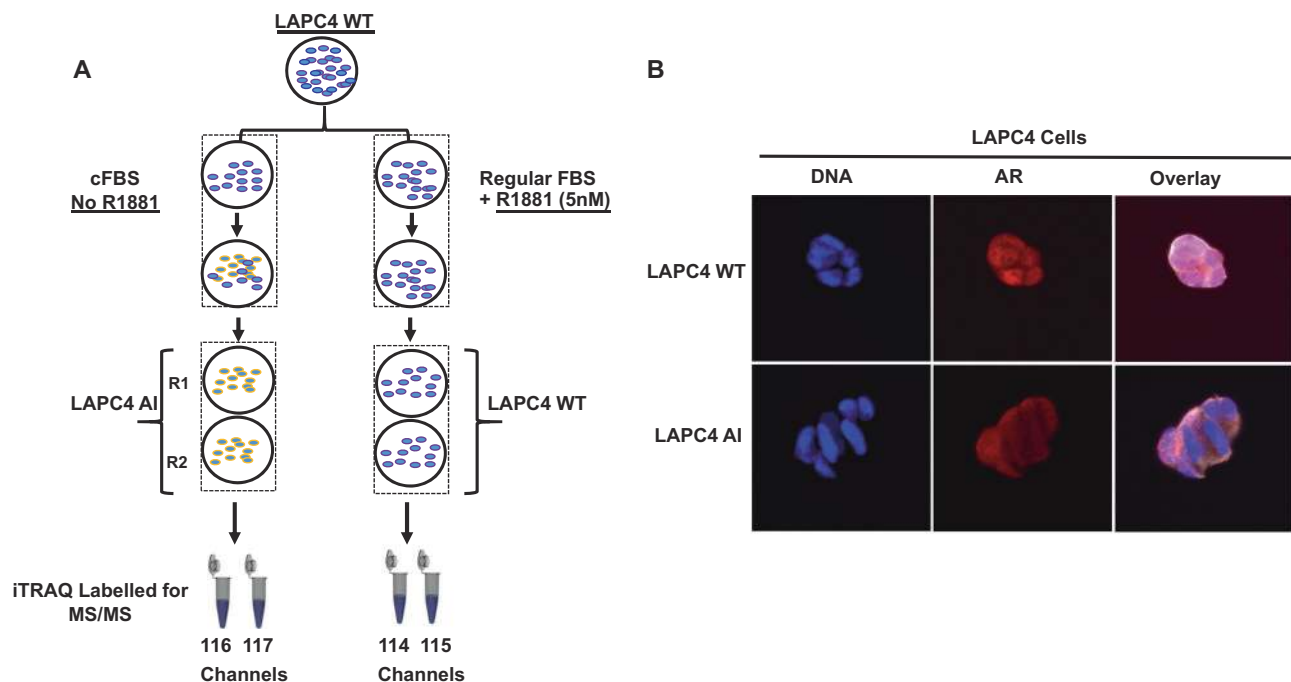 LAPC4 WT
A
cFBS
No R1881
Regular FBS
+ R1881 (5nM)
LAPC4 AI
R1
R2
LAPC4 WT
iTRAQ Labelled for
MS/MS
116 117
114 115
Channels
Channels
B
LAPC4 Cells
DNA AR Overlay
LAPC4 WT
LAPC4 AI